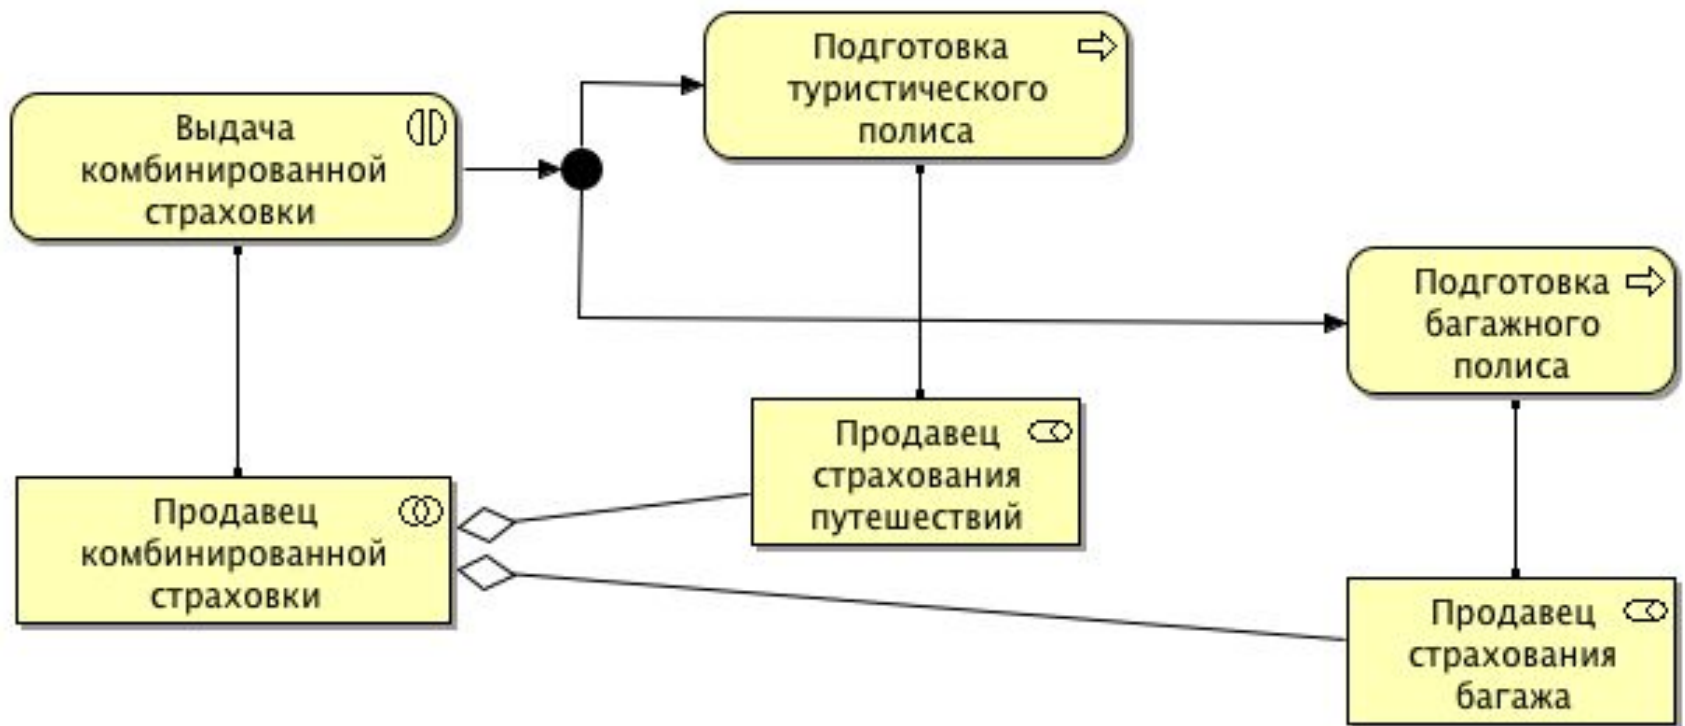 Подготовка
туристического
полиса
Выдача
комбинированной
страховки
Подготовка
багажного
полиса
Продавец
страхования
путешествий
Продавец
комбинированной
страховки
Продавец
страхования
багажа